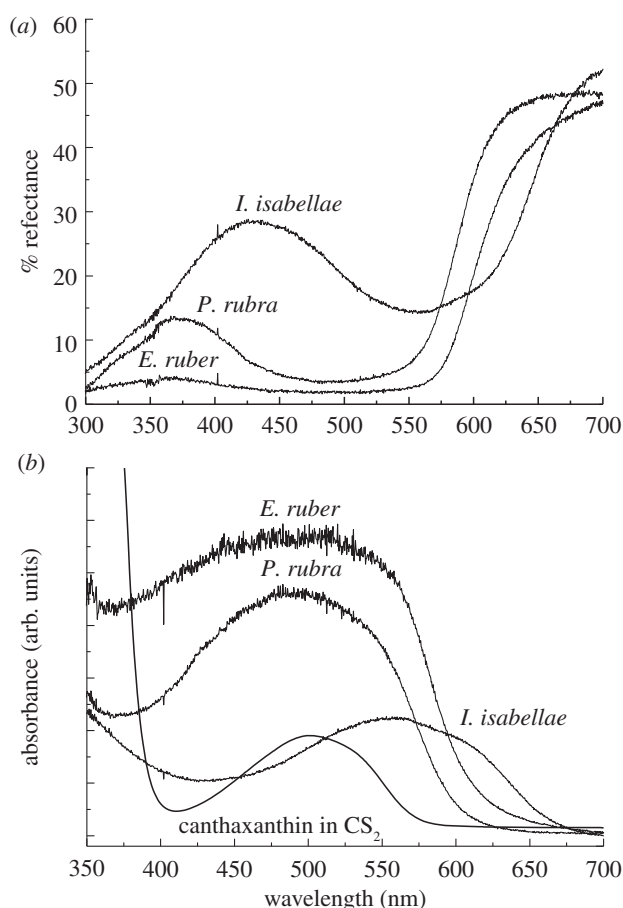 (a)
60
50
40
30
20
10
0
% refectance
I. isabellae
P. rubra
E. ruber
300 350 400 450 500 550 600 650 700
(b)
absorbance (arb. units)
E. ruber
P. rubra
I. isabellae
canthaxanthin in CS2
350 400 450 500 550 600 650 700
wavelength (nm)